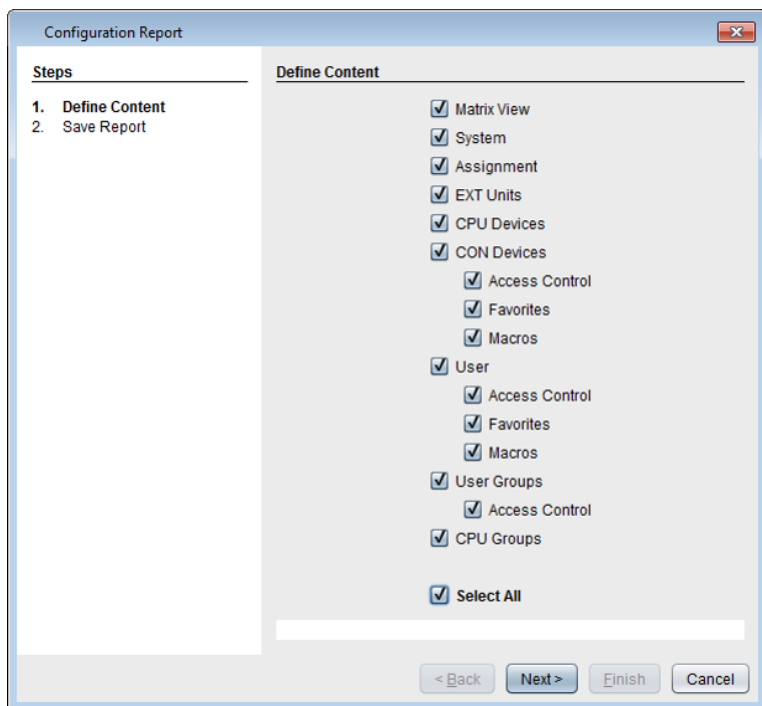 Configuration Report
Steps
1. Define Content
2. Save Report
Define Content
Matrix View
System
Assignment
EXT Units
CPU Devices
CON Devices
Access Control
Favorites
Macros
User
Access Control
Favorites
Macros
User Groups
Access Control
CPU Groups
Select All
< Back Next > Finish Cancel